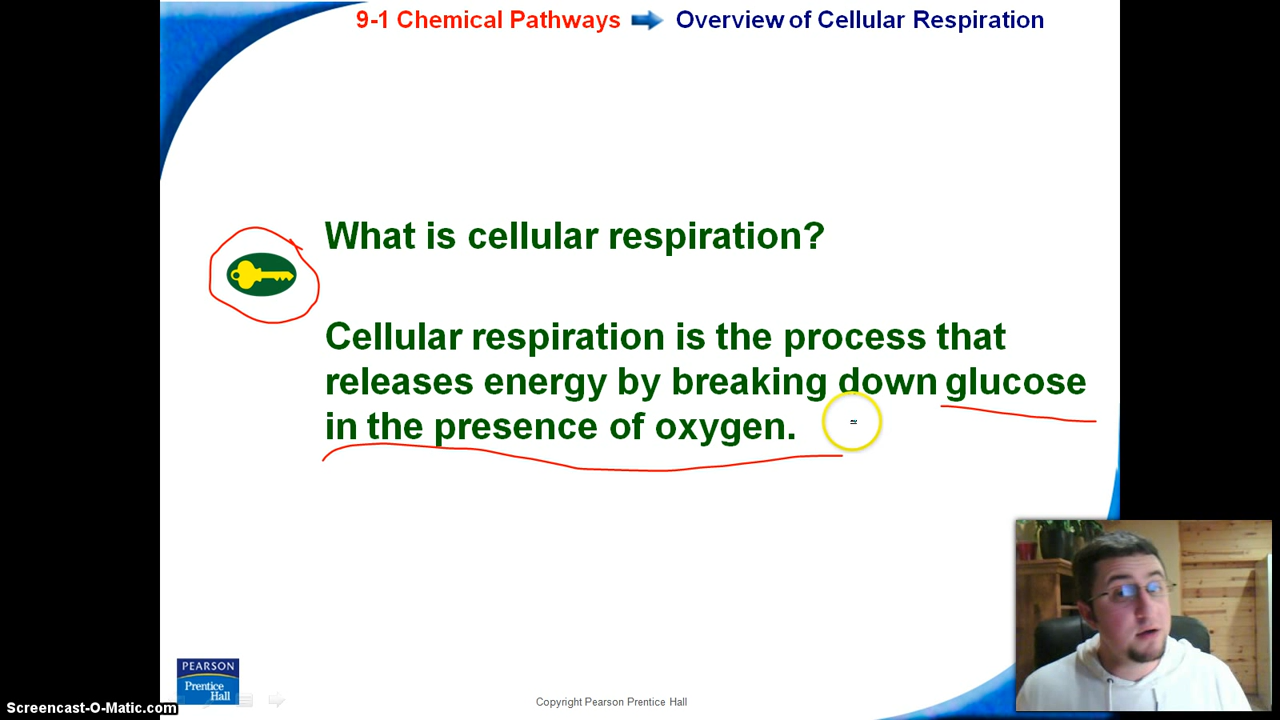 9-1 Chemical Pathways Overview of Cellular Respiration
What is cellular respiration?
Cellular respiration is the process that
releases energy by breaking down glucose
in the presence of oxygen.
PEARSON
Prentice
Hall
Copyright Pearson Prentice Hall
Screencast-O-Matic.com